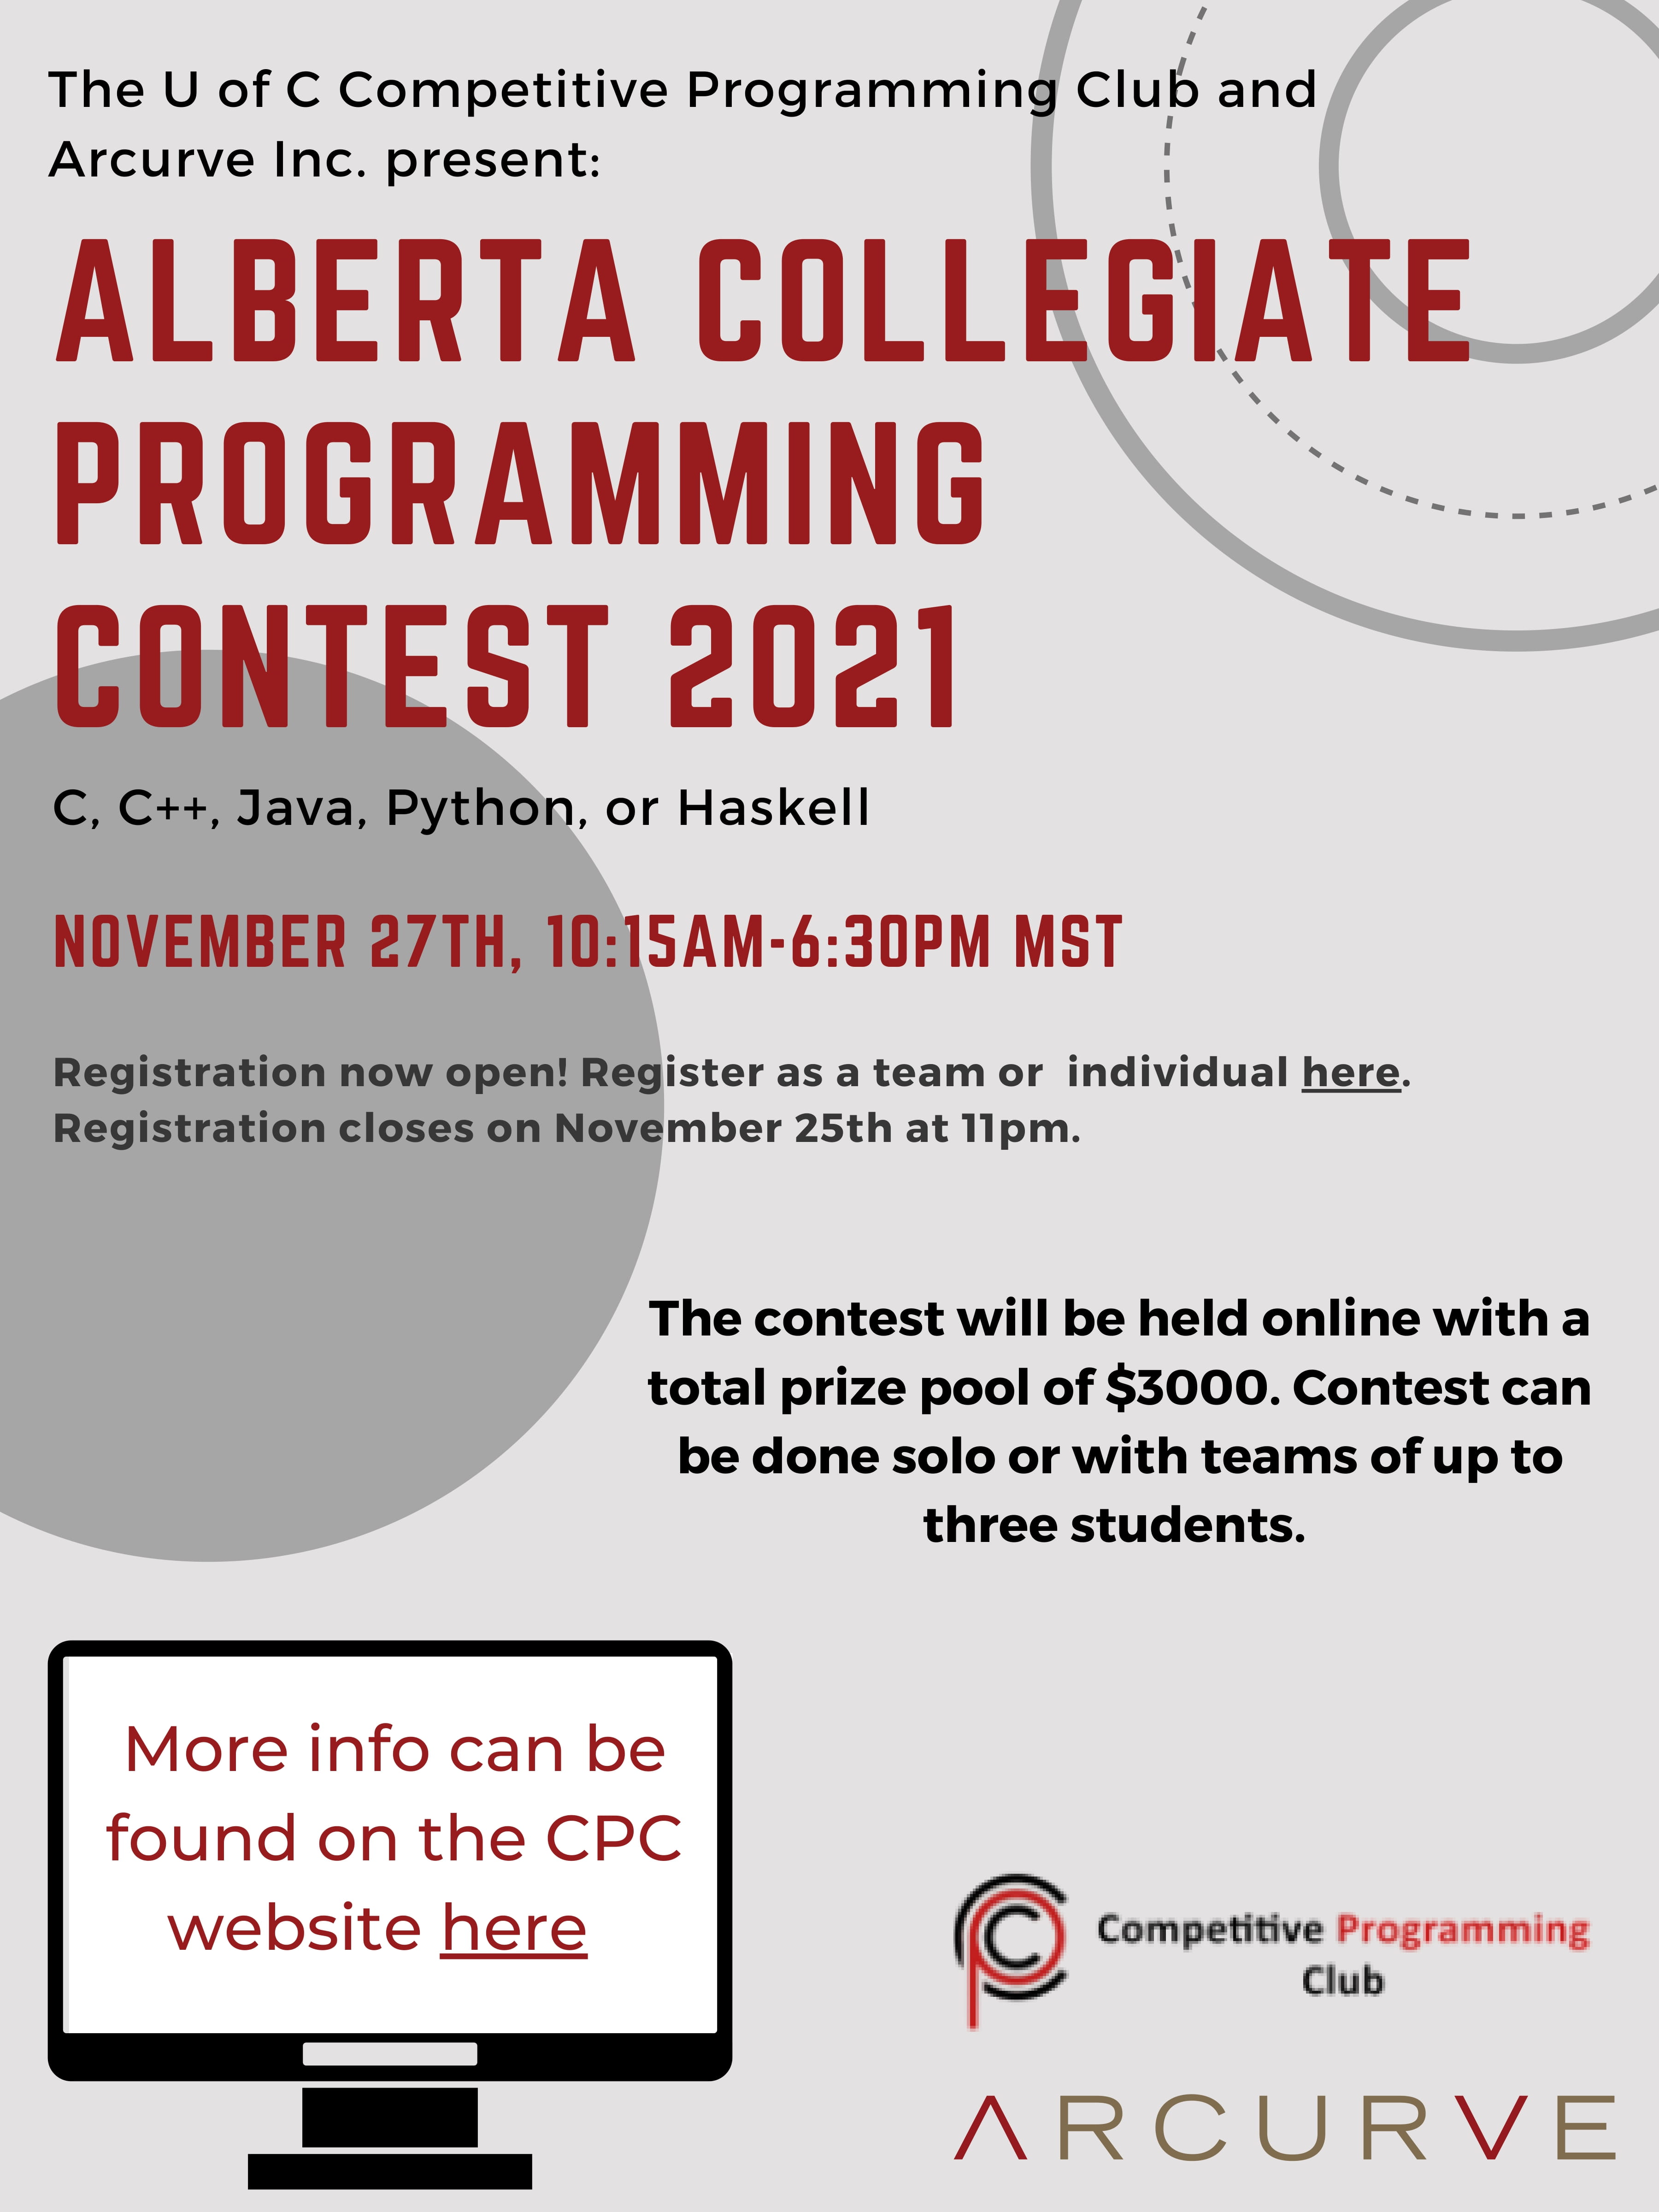 The U of C Competitive Programming Club and
Arcurve Inc. present:
ALBERTA COLLEGIATE
PROGRAMMING
CONTEST 2021
C, C++, Java, Python, or Haskell
NOVEMBER 27TH, 10:15AM-6:30PM MST
Registration now open! Register as a team or individual here.
Registration closes on November 25th at 11pm.
The contest will be held online with a
total prize pool of $3000. Contest can
be done solo or with teams of up to
three students.
More info can be
found on the CPC
website here
CPC
Competitive Programming
Club
ARCURVE